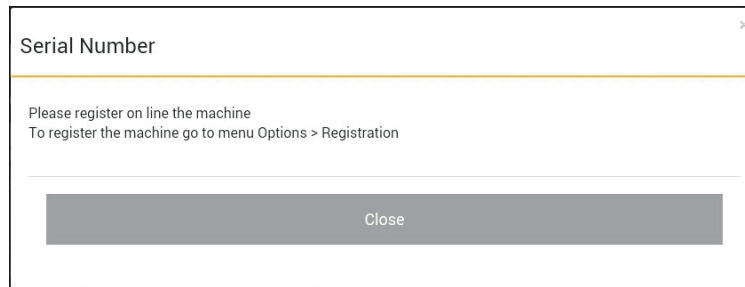 Serial Number
Please register on line the machine
To register the machine go to menu Options > Registration
Close